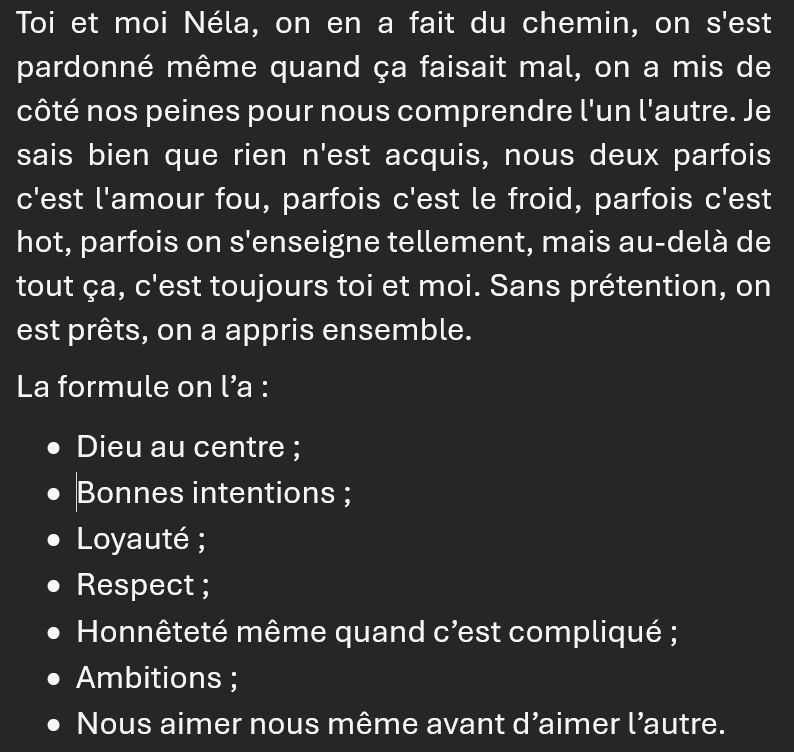 Toi et moi Néla, on en a fait du chemin, on s'est
pardonné même quand ça faisait mal, on a mis de
côté nos peines pour nous comprendre l'un l'autre. Je
sais bien que rien n'est acquis, nous deux parfois
c'est l'amour fou, parfois c'est le froid, parfois c'est
hot, parfois on s'enseigne tellement, mais au-delà de
tout ça, c'est toujours toi et moi. Sans prétention, on
est prêts, on a appris ensemble.
La formule on l’a :
• Dieu au centre ;
• Bonnes intentions ;
• Loyauté ;
• Respect ;
• Honnêteté même quand c’est compliqué ;
• Ambitions ;
• Nous aimer nous même avant d’aimer l’autre.